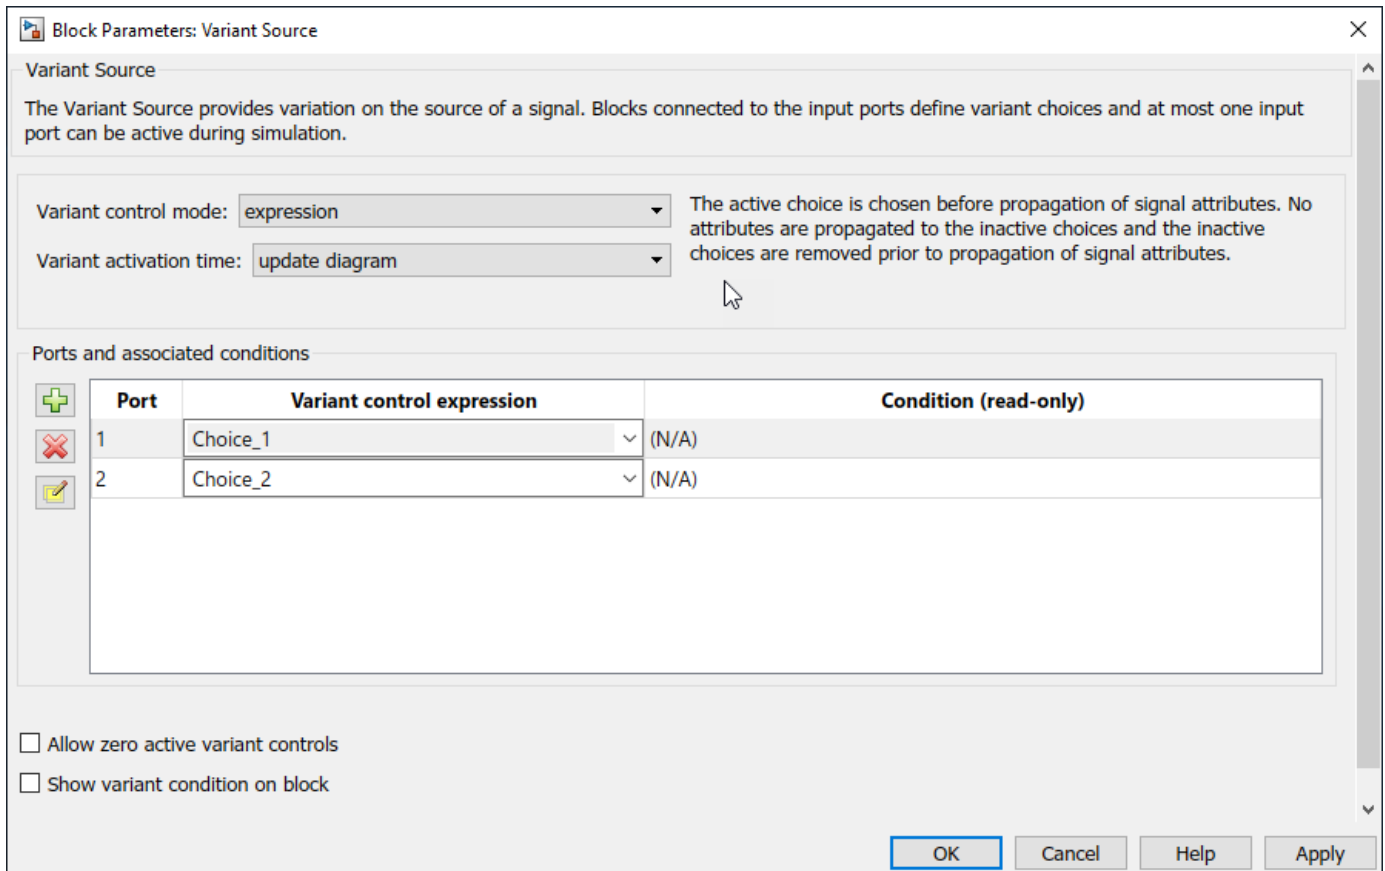 Block Parameters: Variant Source
Variant Source
The Variant Source provides variation on the source of a signal. Blocks connected to the input ports define variant choices and at most one input
port can be active during simulation.
Variant control mode: expression
Variant activation time: update diagram
The active choice is chosen before propagation of signal attributes. No
attributes are propagated to the inactive choices and the inactive
choices are removed prior to propagation of signal attributes.
Ports and associated conditions
Port Variant control expression Condition (read-only)
1 Choice_1 (N/A)
2 Choice_2 (N/A)
Allow zero active variant controls
Show variant condition on block
OK Cancel Help Apply